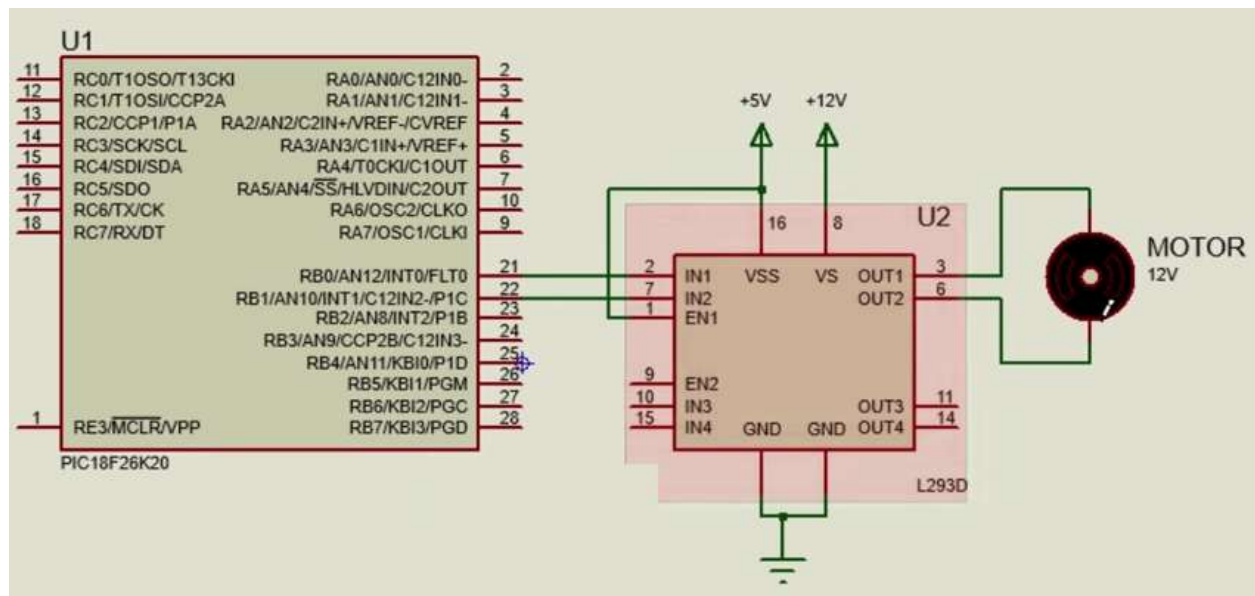 U1
11 RC0/T1OSO/T13CKI RA0/AN0/C12IN0- 2
12 RC1/T1OSI/CCP2A RA1/AN1/C12IN1- 3
13 RC2/CCP1/P1A RA2/AN2/C2IN+/VREF-/CVREF 4
14 RC3/SCK/SCL RA3/AN3/C1IN+/VREF+ 5
15 RC4/SDI/SDA RA4/T0CKI/C1OUT 6
16 RC5/SDO RA5/AN4/SS/HLVDIN/C2OUT 7
17 RC6/TX/CK RA6/OSC2/CLKO 10
18 RC7/RX/DT RA7/OSC1/CLKI 9
RB0/AN12/INT0/FLT0 21
RB1/AN10/INT1/C12IN2-/P1C 22
RB2/AN8/INT2/P1B 23
RB3/AN9/CCP2B/C12IN3- 24
RB4/AN11/KBI0/P1D 25
RB5/KBI1/PGM 26
RB6/KBI2/PGC 27
1 RE3/MCLR/VPP RB7/KBI3/PGD 28
PIC18F26K20
+5V +12V
16 8 U2
2 IN1 VSS VS OUT1 3
7 IN2 OUT2 6
1 EN1
9 EN2
10 IN3 OUT3 11
15 IN4 GND GND OUT4 14
L293D
MOTOR
12V